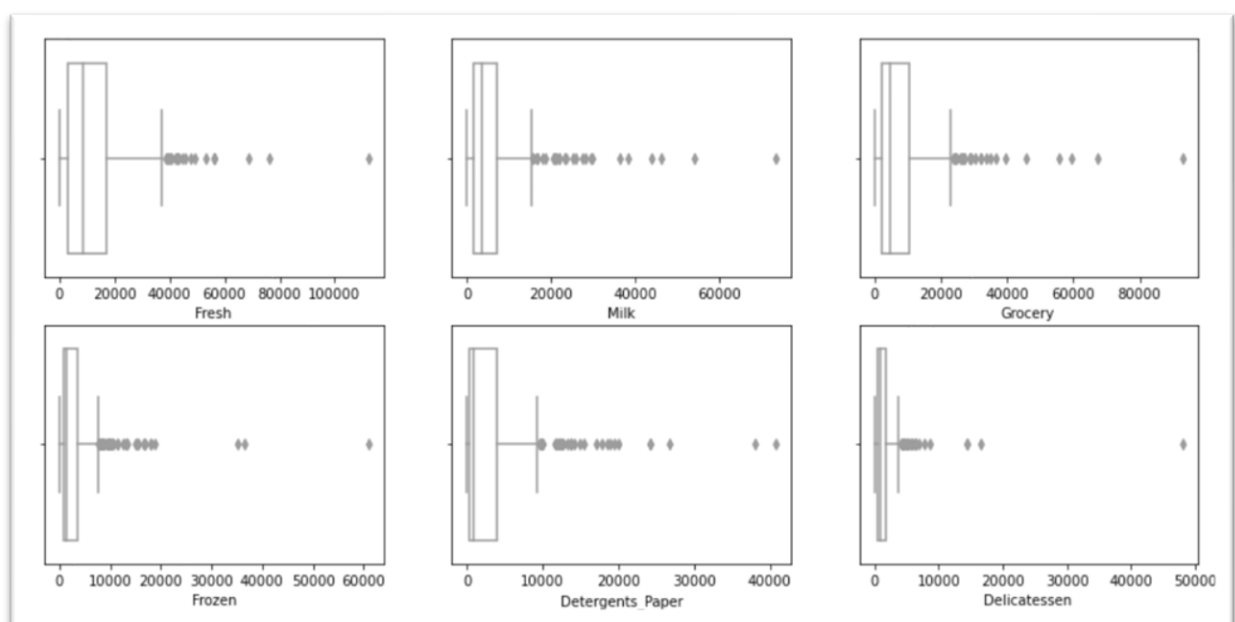 0 20000 40000 60000 80000 100000
Fresh
0 20000 40000 60000
Milk
0 20000 40000 60000 80000
Grocery
0 10000 20000 30000 40000 50000 60000
Frozen
0 10000 20000 30000 40000
Detergents_Paper
0 10000 20000 30000 40000 50000
Delicatessen